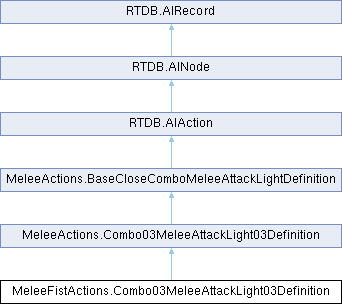 RTDB.AIRecord
RTDB.AINode
RTDB.AIAction
MeleeActions.BaseCloseComboMeleeAttackLightDefinition
MeleeActions.Combo03MeleeAttackLight03Definition
MeleeFistActions.Combo03MeleeAttackLight03Definition